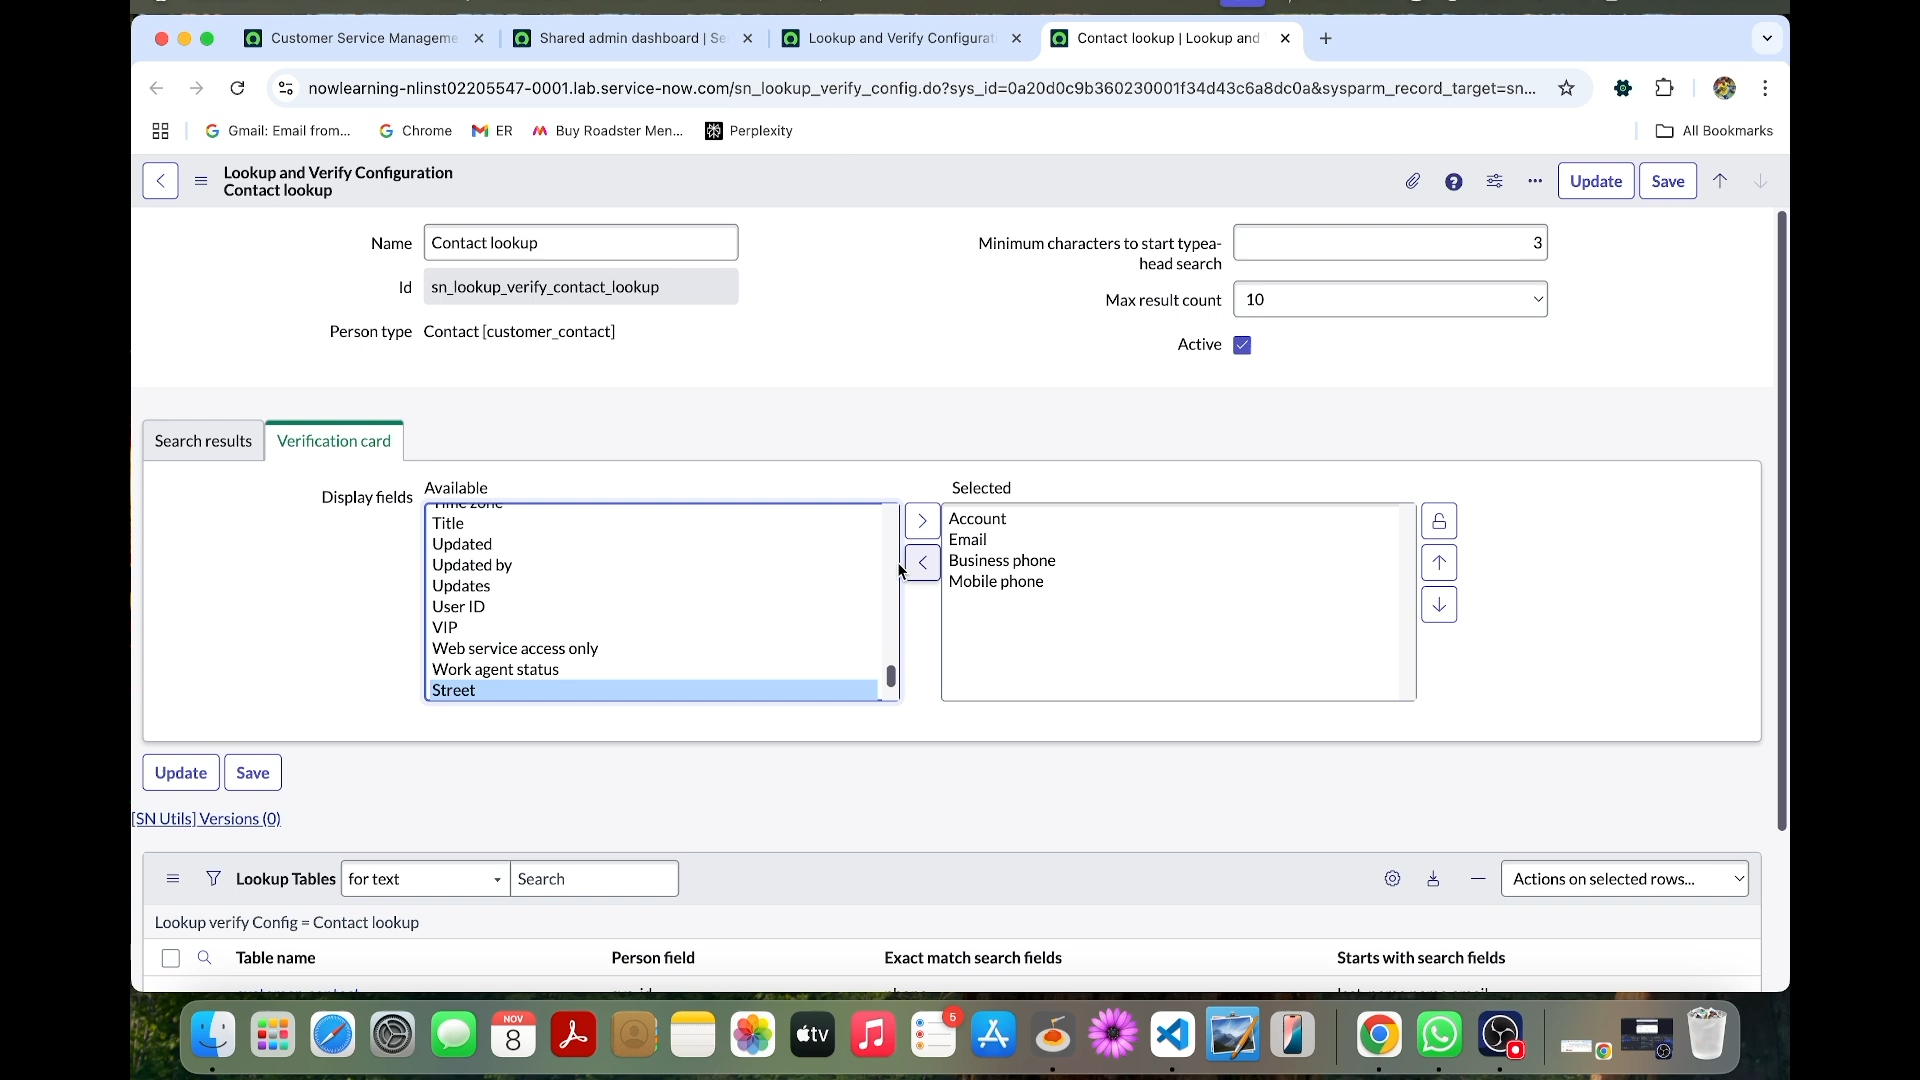 Customer Service Manageme
Shared admin dashboard | Se
Lookup and Verify Configurat
Contact lookup | Lookup and
nowlearning-nlinst02205547-0001.lab.service-now.com/sn_lookup_verify_config.do?sys_id=0a20d0c9b360230001f34d43c6a8dc0a&sysparm_record_target=sn...
Gmail: Email from...
Chrome
ER
Buy Roadster Men...
Perplexity
All Bookmarks
Lookup and Verify Configuration
Contact lookup
Update
Save
Name
Contact lookup
Minimum characters to start typea-
head search
3
Id
sn_lookup_verify_contact_lookup
Max result count
10
Person type
Contact [customer_contact]
Active
Search results
Verification card
Display fields
Available
Selected
Time zone
Title
Updated
Updated by
Updates
User ID
VIP
Web service access only
Work agent status
Street
Account
Email
Business phone
Mobile phone
Update
Save
[SN Utils] Versions (0)
Lookup Tables
for text
Search
Actions on selected rows...
Lookup verify Config = Contact lookup
Table name
Person field
Exact match search fields
Starts with search fields
NOV
8
tv
5